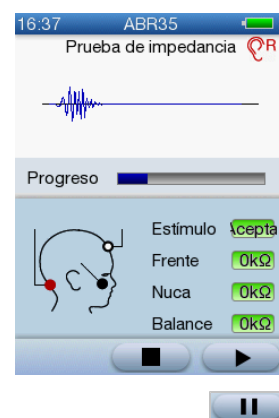 16:37 ABR35
Prueba de impedancia R
Progreso
Estímulo Acepta
Frente 0kΩ
Nuca 0kΩ
Balance 0kΩ